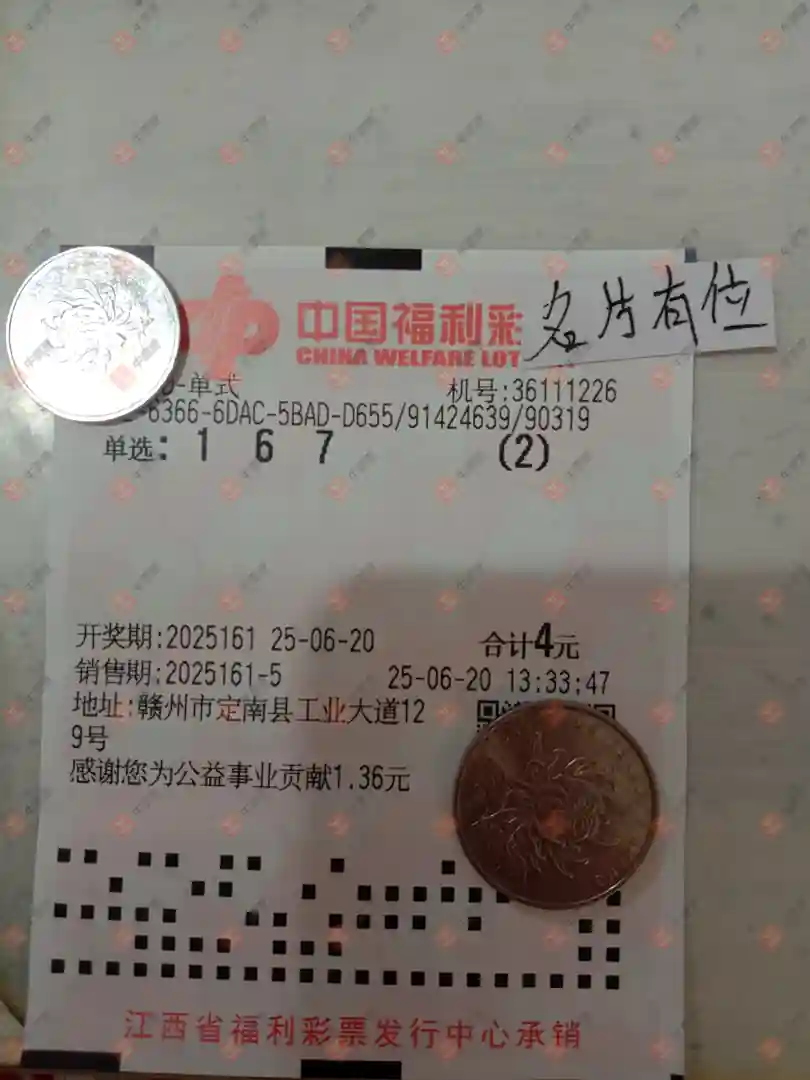 中国福利彩
CHINA WELFARE LOT
名片有位
D-单式 机号:36111226
-6366-6DAC-5BAD-D655/91424639/90319
单选: 1 6 7 (2)
开奖期:2025161 25-06-20 合计4元
销售期:2025161-5 25-06-20 13:33:47
地址:赣州市定南县工业大道12
9号
感谢您为公益事业贡献1.36元
江西省福利彩票发行中心承销